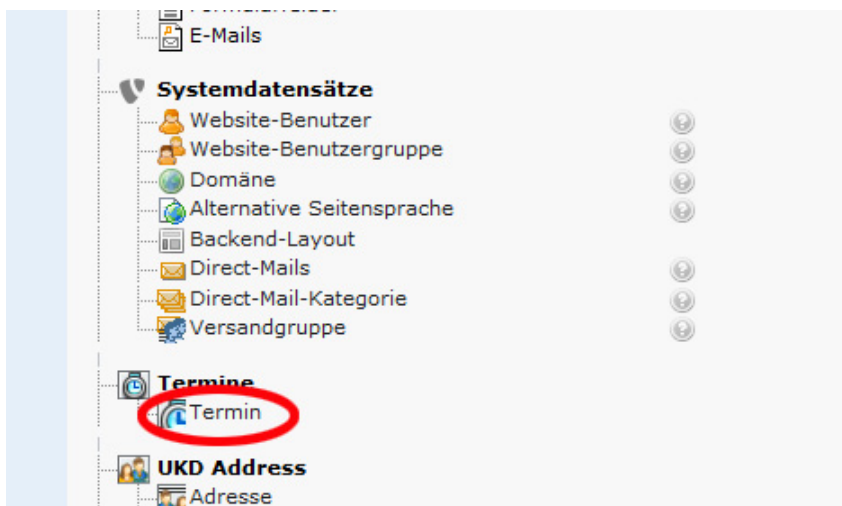 E-Mails
Systemdatensätze
Website-Benutzer
Website-Benutzergruppe
Domäne
Alternative Seitensprache
Backend-Layout
Direct-Mails
Direct-Mail-Kategorie
Versandgruppe
Termine
Termin
UKD Address
Adresse